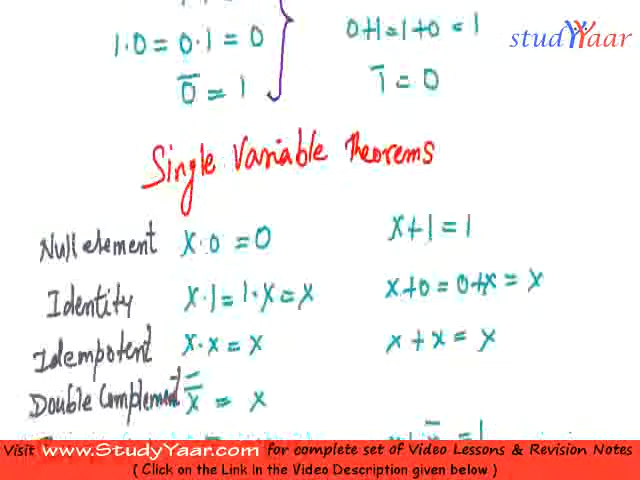 1·0 = 0·1 = 0    0+1=1+0 = 1
studYYaar
0̅ = 1    1̅ = 0
Single Variable Theorems
Null element  x·0 = 0    x+1 = 1
Identity  x·1 = 1·x = x    x+0 = 0+x = x
Idempotent  x·x = x    x + x = x
Double Complement  x̿ = x
Visit www.StudyYaar.com for complete set of Video Lessons & Revision Notes
( Click on the Link In the Video Description given below )